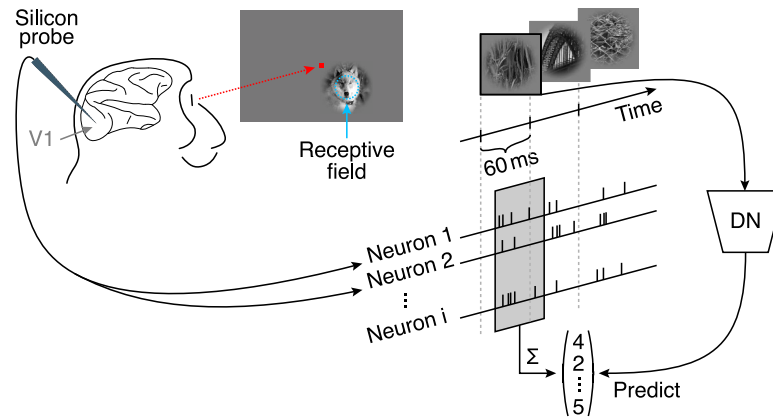 Silicon
probe
V1
Receptive
field
Time
60 ms
DN
Neuron 1
Neuron 2
⋮
Neuron i
Σ
4
2
⋮
5
Predict